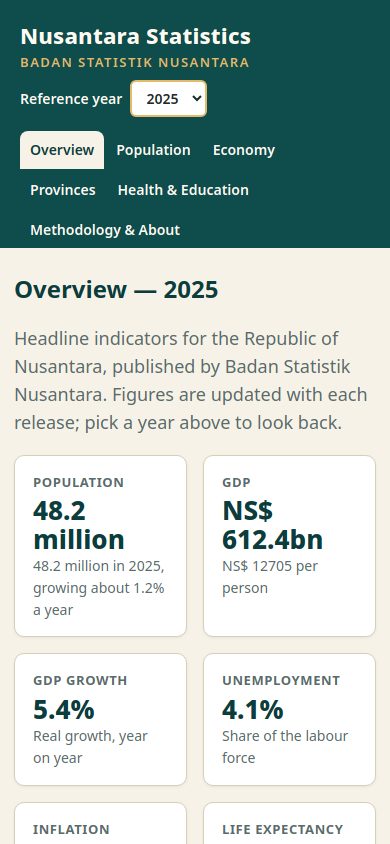 Nusantara Statistics
BADAN STATISTIK NUSANTARA
Reference year 2025
Overview Population Economy
Provinces Health & Education
Methodology & About
Overview — 2025
Headline indicators for the Republic of
Nusantara, published by Badan Statistik
Nusantara. Figures are updated with each
release; pick a year above to look back.
POPULATION
48.2
million
48.2 million in 2025,
growing about 1.2%
a year
GDP
NS$
612.4bn
NS$ 12705 per
person
GDP GROWTH
5.4%
Real growth, year
on year
UNEMPLOYMENT
4.1%
Share of the labour
force
INFLATION
LIFE EXPECTANCY